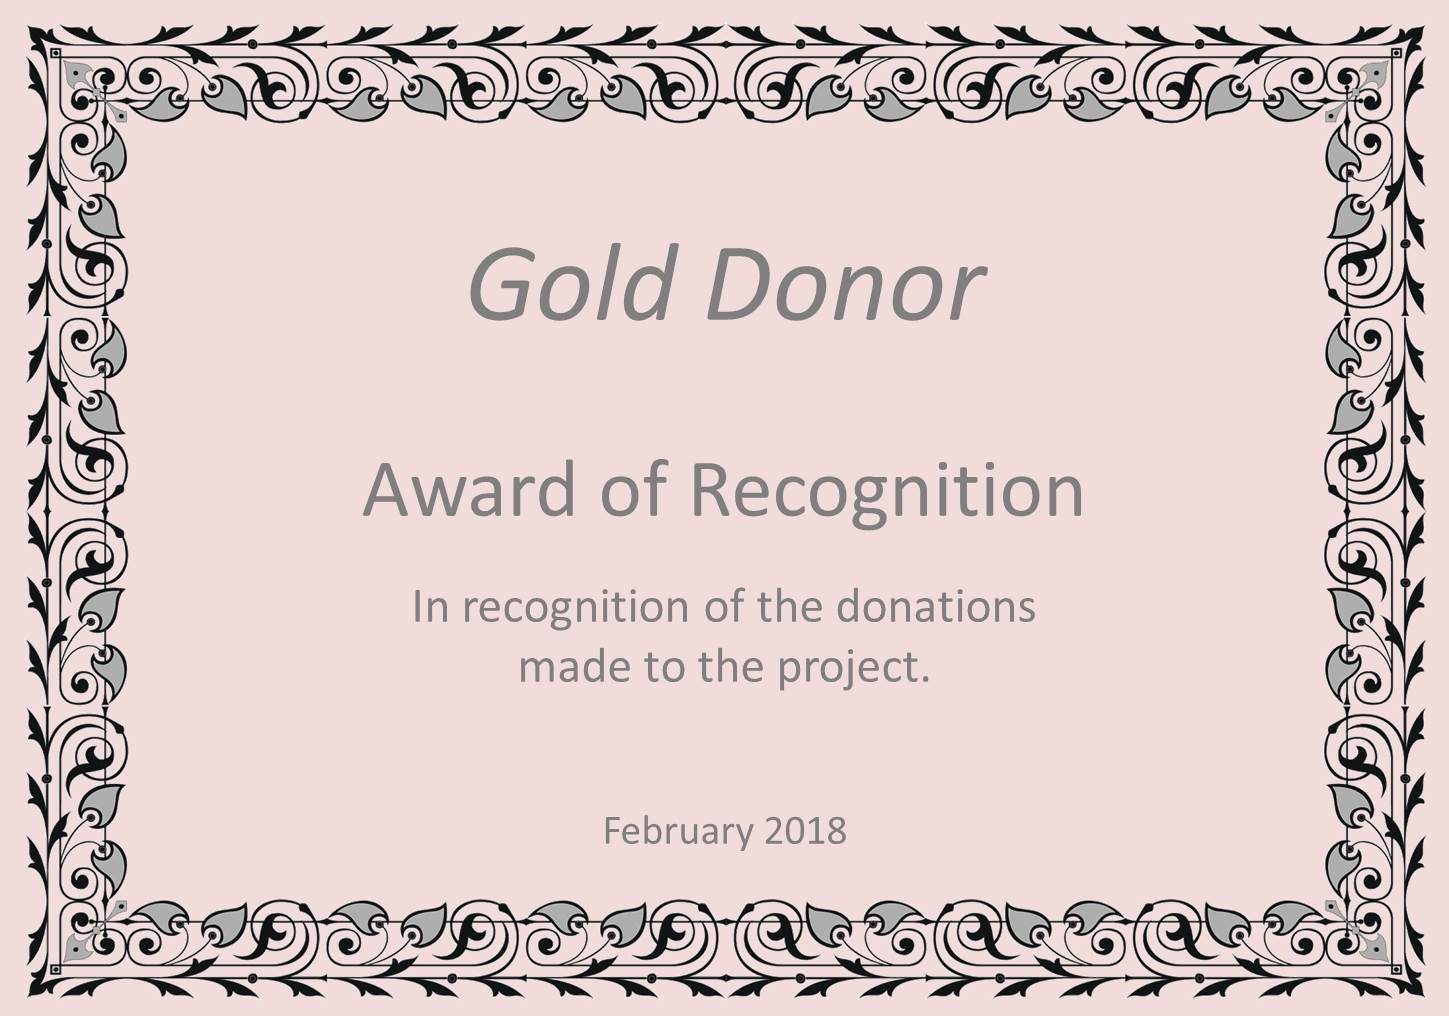 Gold Donor
Award of Recognition
In recognition of the donations
made to the project.
February 2018